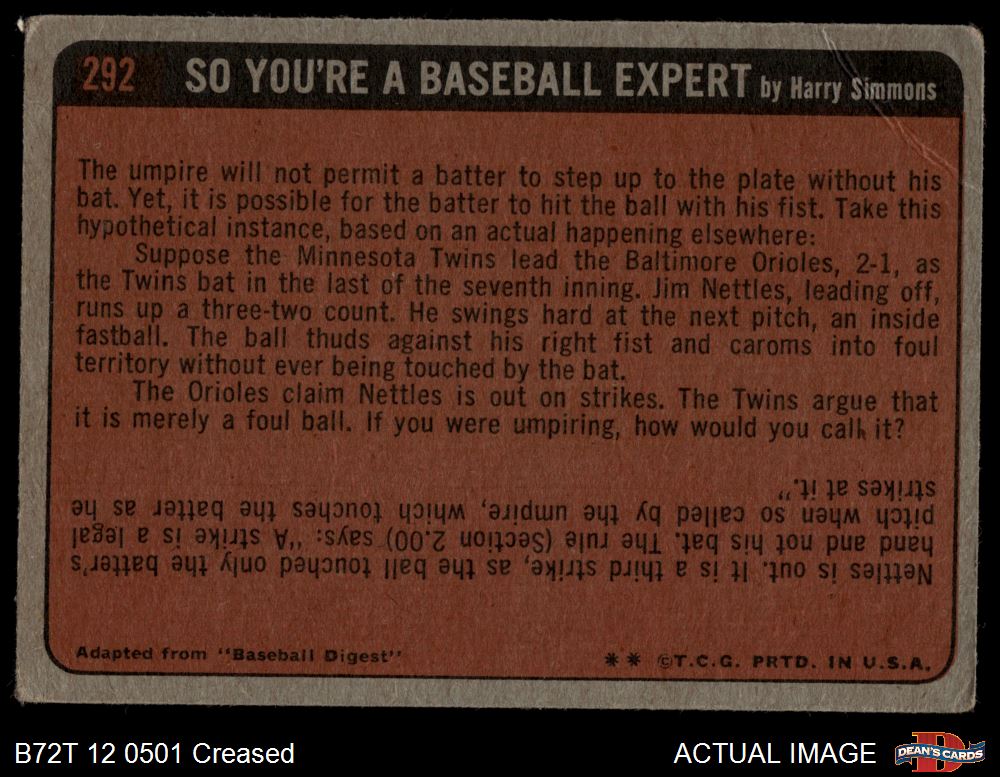 292 SO YOU'RE A BASEBALL EXPERT by Harry Simmons
The umpire will not permit a batter to step up to the plate without his
bat. Yet, it is possible for the batter to hit the ball with his fist. Take this
hypothetical instance, based on an actual happening elsewhere:
Suppose the Minnesota Twins lead the Baltimore Orioles, 2-1, as
the Twins bat in the last of the seventh inning. Jim Nettles, leading off,
runs up a three-two count. He swings hard at the next pitch, an inside
fastball. The ball thuds against his right fist and caroms into foul
territory without ever being touched by the bat.
The Orioles claim Nettles is out on strikes. The Twins argue that
it is merely a foul ball. If you were umpiring, how would you call it?
Nettles is out. It is a third strike, as the ball touched only the batter's
hand and not his bat. The rule (Section 2.00) says: "A strike is a legal
pitch when so called by the umpire, which touches the batter as he
strikes at it."
Adapted from "Baseball Digest"
** ©T.C.G. PRTD. IN U.S.A.
B72T 12 0501 Creased
ACTUAL IMAGE
DEAN'S CARDS